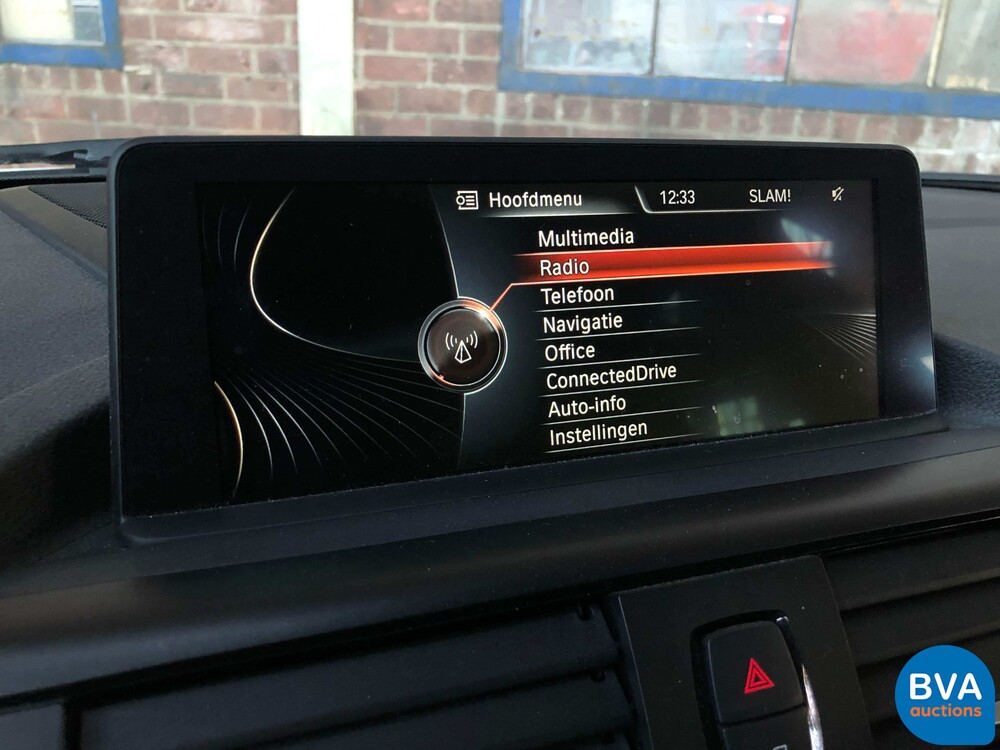 Hoofdmenu 12:33 SLAM!
Multimedia
Radio
Telefoon
Navigatie
Office
ConnectedDrive
Auto-info
Instellingen
BVA
auctions